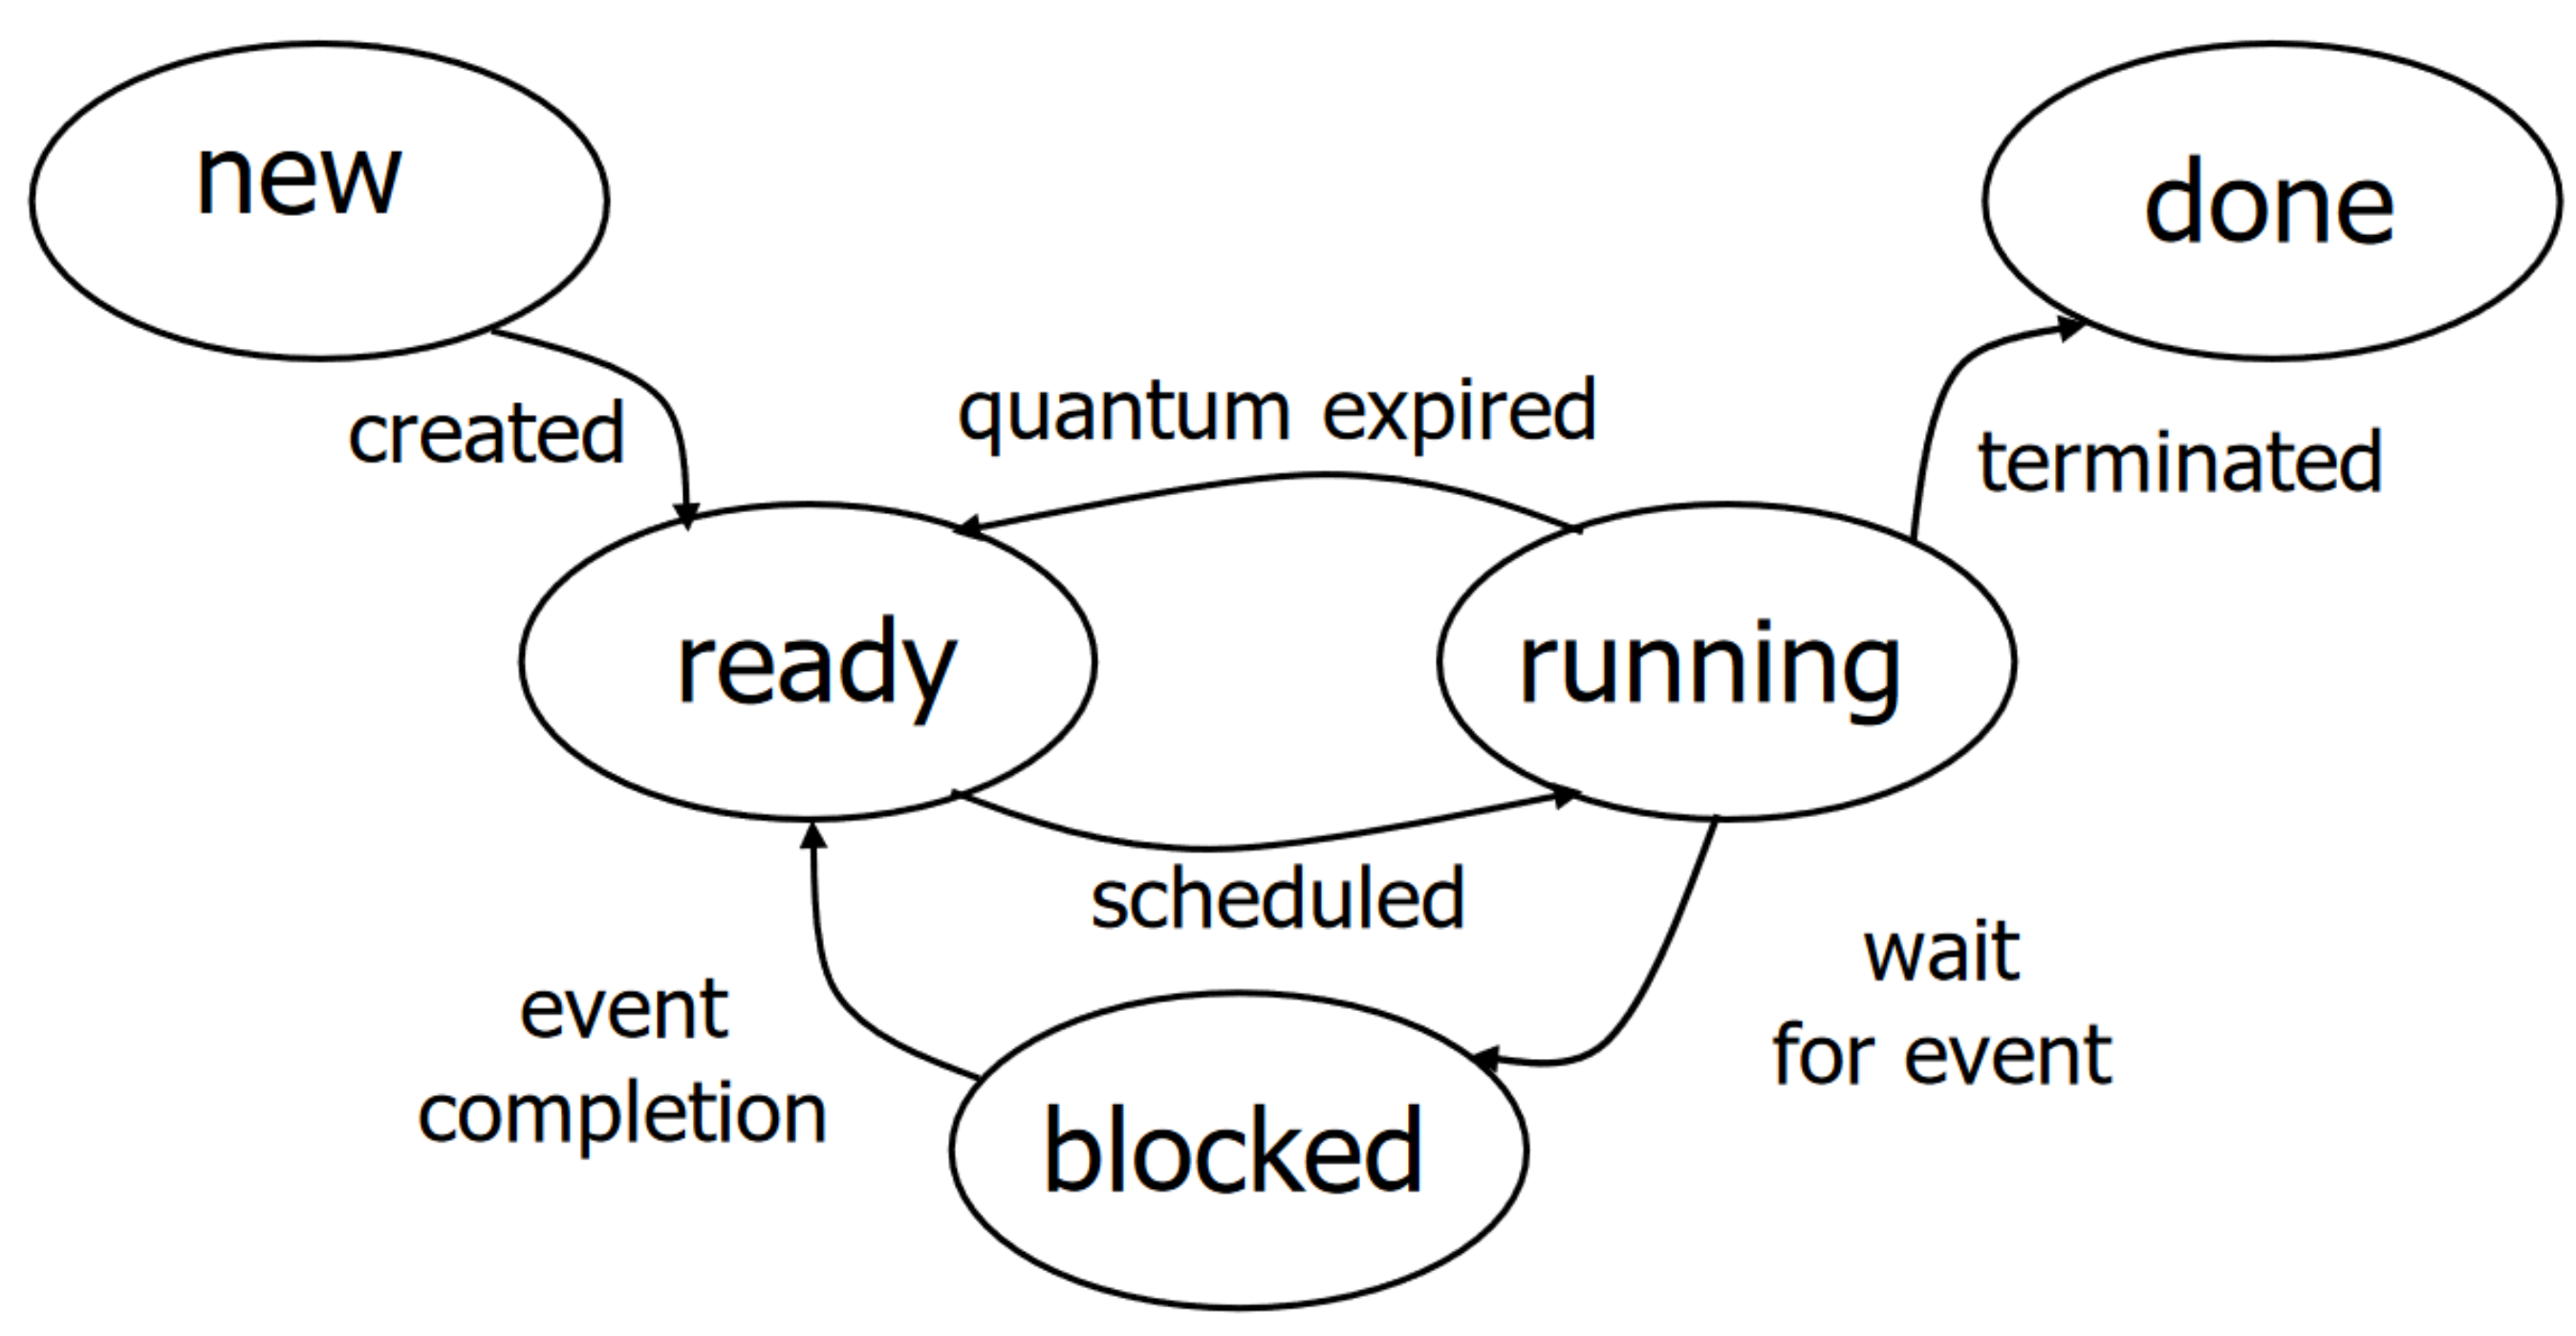 new
done
created
quantum expired
terminated
ready
running
scheduled
wait
for event
event
completion
blocked